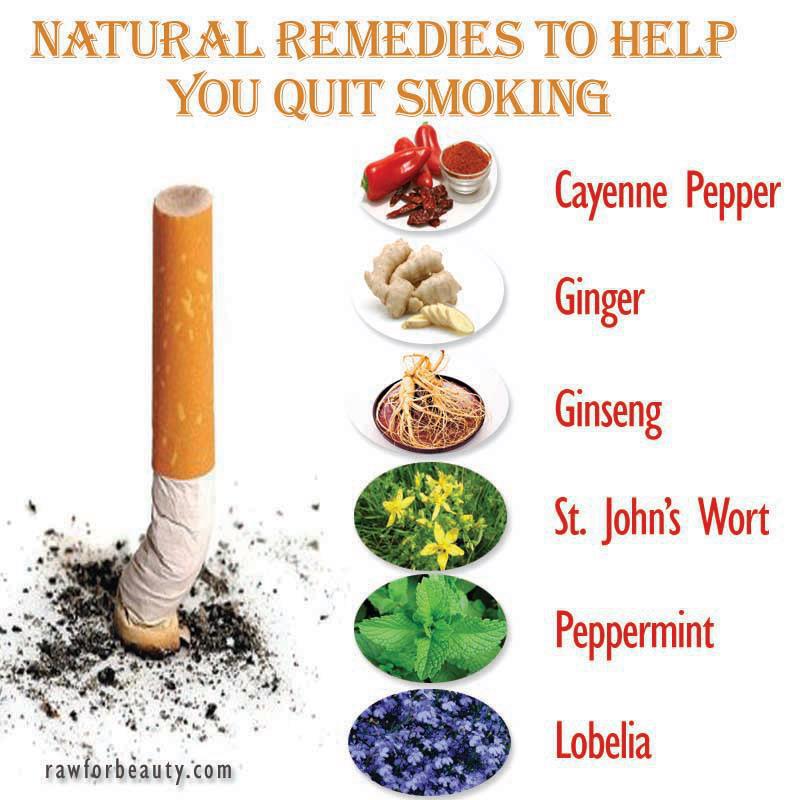 NATURAL REMEDIES TO HELP
YOU QUIT SMOKING
Cayenne Pepper
Ginger
Ginseng
St. John's Wort
Peppermint
Lobelia
rawforbeauty.com